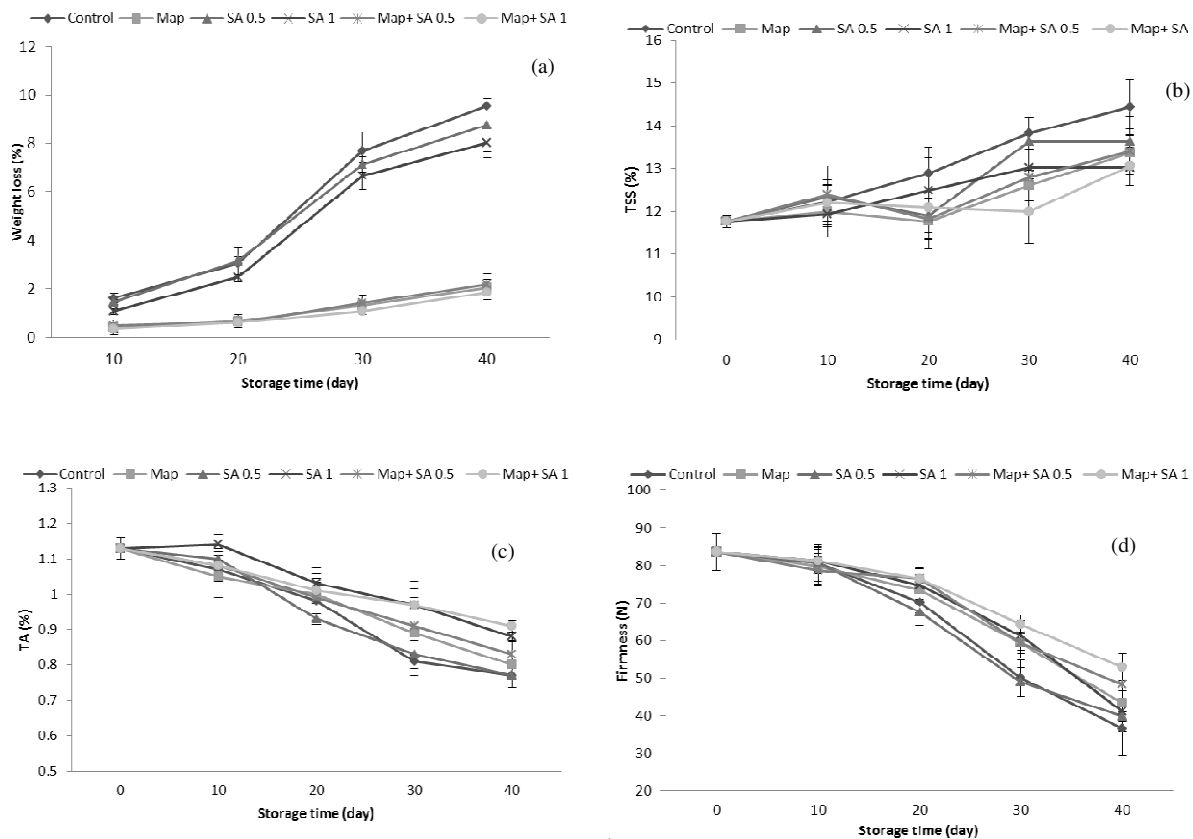 Control Map SA 0.5 SA 1 Map+ SA 0.5 Map+ SA 1
(a)
Weight loss (%)
12
10
8
6
4
2
0
10 20 30 40
Storage time (day)
Control Map SA 0.5 SA 1 Map+ SA 0.5 Map+ SA
(b)
TSS (%)
16
15
14
13
12
11
10
9
0 10 20 30 40
Storage time (day)
Control Map SA 0.5 SA 1 Map+ SA 0.5 Map+ SA 1
(c)
TA (%)
1.3
1.2
1.1
1
0.9
0.8
0.7
0.6
0.5
0 10 20 30 40
Storage time (day)
Control Map SA 0.5 SA 1 Map+ SA 0.5 Map+ SA 1
(d)
Firmness (N)
100
90
80
70
60
50
40
30
20
0 10 20 30 40
Storage time (day)